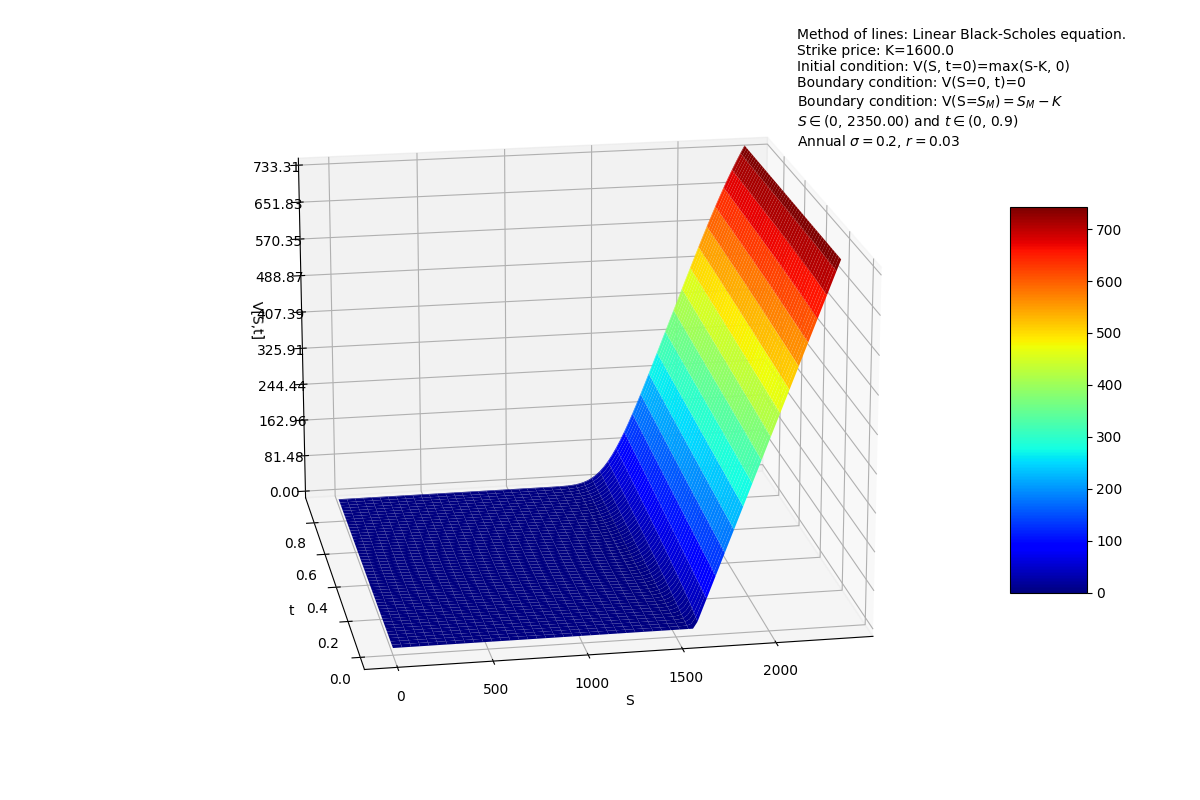 Method of lines: Linear Black-Scholes equation.
Strike price: K=1600.0
Initial condition: V(S, t=0)=max(S-K, 0)
Boundary condition: V(S=0, t)=0
Boundary condition: V(S=$S_M$)$=S_M-K$
$S\in$(0, 2350.00) and $t\in$(0, 0.9)
Annual $\sigma=0.2$, $r=0.03$
733.31
651.83
570.35
488.87
407.39
325.91
244.44
162.96
81.48
0.00
V[S,t]
0.8
0.6
0.4
0.2
0.0
t
0
500
1000
1500
2000
S
700
600
500
400
300
200
100
0